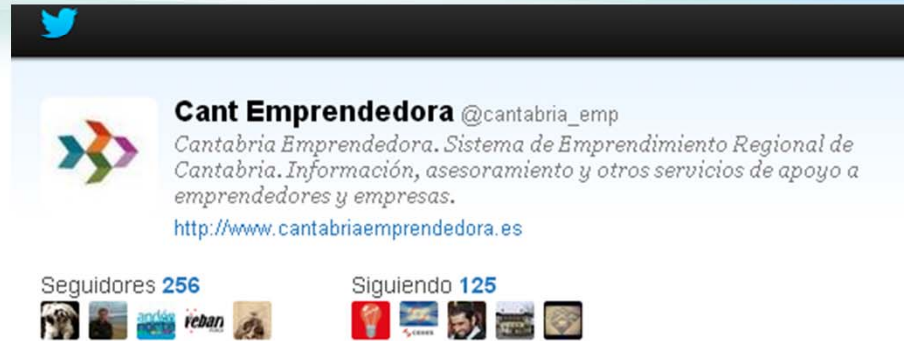 Cant Emprendedora @cantabria_emp
Cantabria Emprendedora. Sistema de Emprendimiento Regional de
Cantabria. Información, asesoramiento y otros servicios de apoyo a
emprendedores y empresas.
http://www.cantabriaemprendedora.es
Seguidores 256 Siguiendo 125